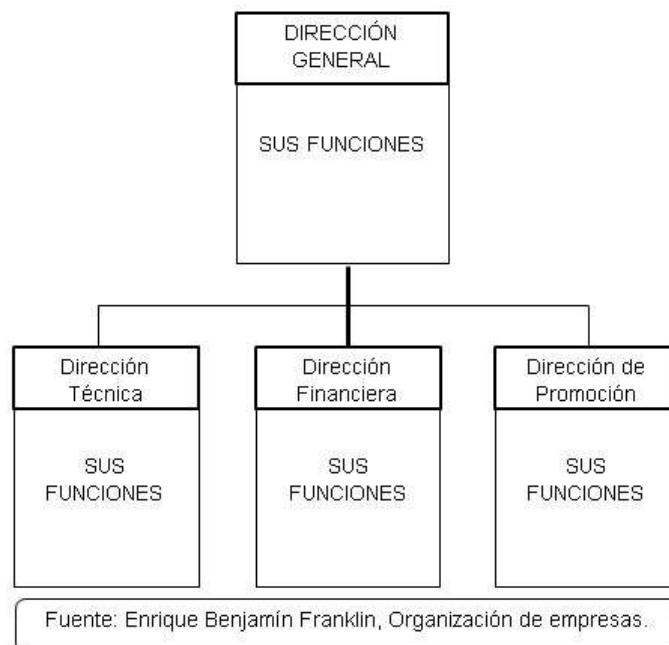 DIRECCIÓN
GENERAL
SUS FUNCIONES
Dirección
Técnica
SUS
FUNCIONES
Dirección
Financiera
SUS
FUNCIONES
Dirección de
Promoción
SUS
FUNCIONES
Fuente: Enrique Benjamín Franklin, Organización de empresas.